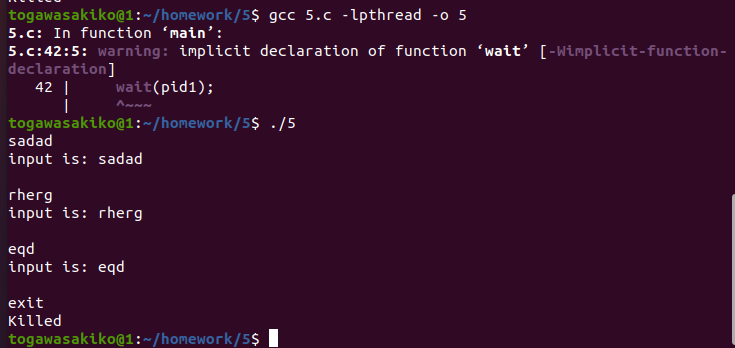 Killed
togawasakiko@1:~/homework/5$ gcc 5.c -lpthread -o 5
5.c: In function ‘main’:
5.c:42:5: warning: implicit declaration of function ‘wait’ [-Wimplicit-function-
declaration]
   42 |     wait(pid1);
      |     ^~~~
togawasakiko@1:~/homework/5$ ./5
sadad
input is: sadad
rherg
input is: rherg
eqd
input is: eqd
exit
Killed
togawasakiko@1:~/homework/5$